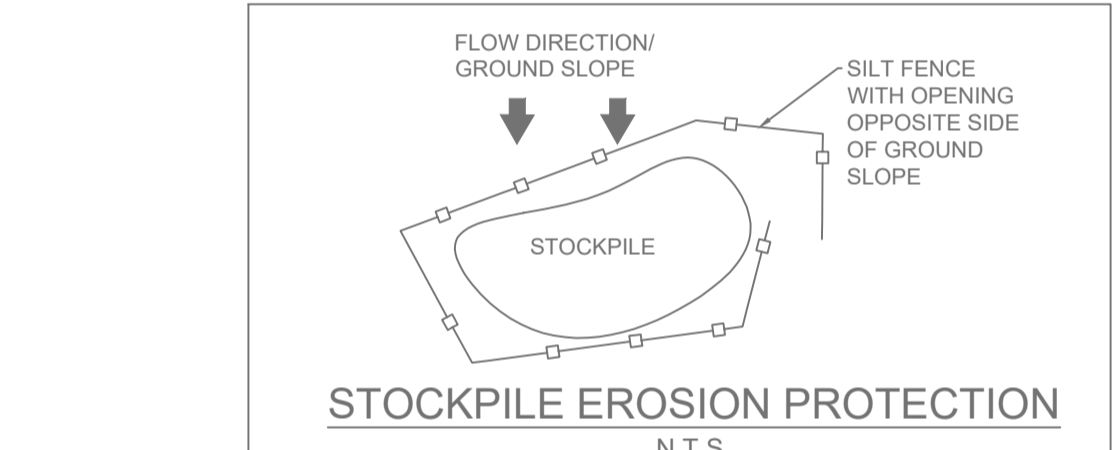 FLOW DIRECTION/
GROUND SLOPE
SILT FENCE
WITH OPENING
OPPOSITE SIDE
OF GROUND
SLOPE
STOCKPILE
STOCKPILE EROSION PROTECTION
N.T.S.